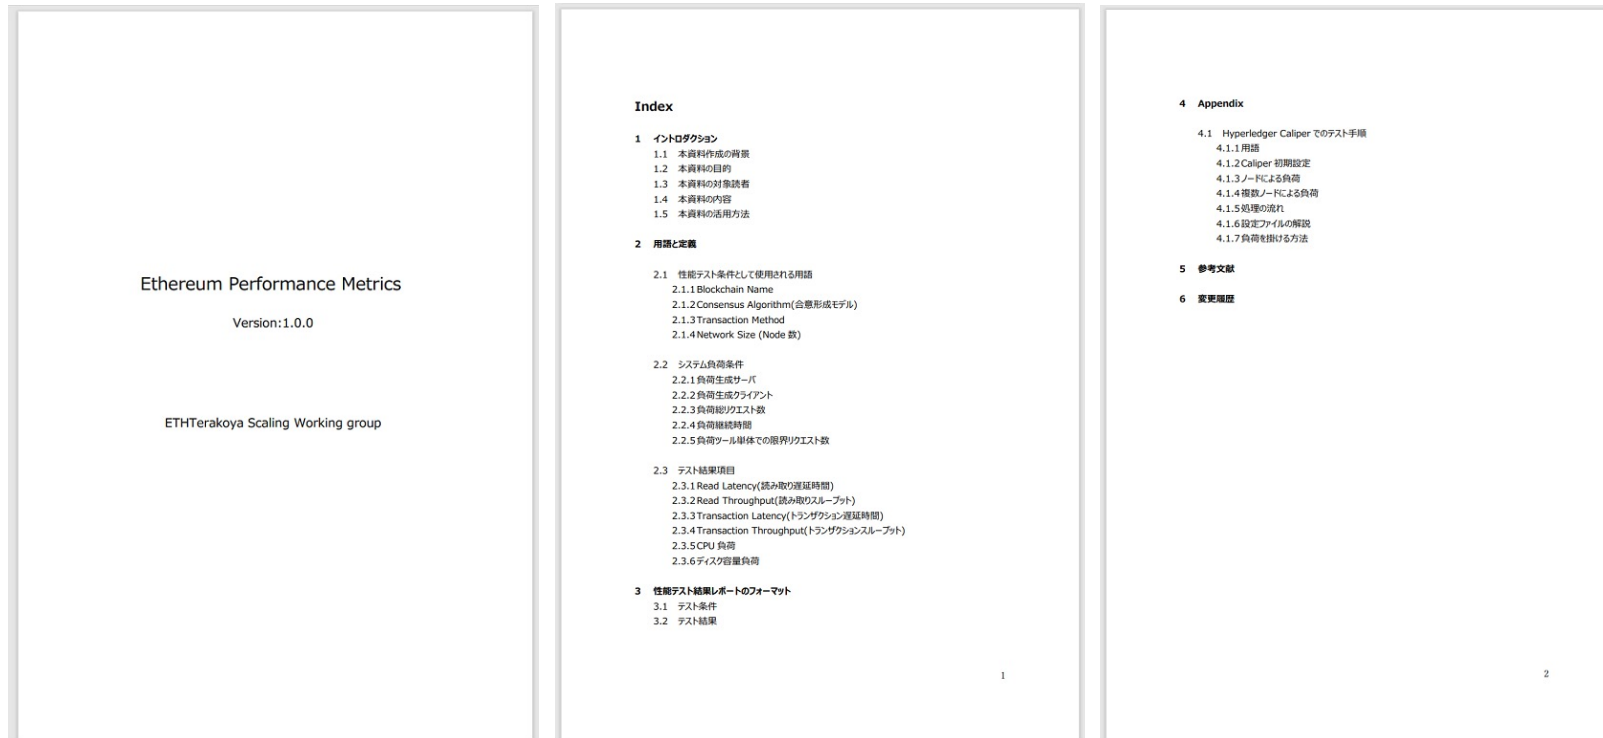 Ethereum Performance Metrics
Version:1.0.0
ETHTerakoya Scaling Working group
Index
1 イントロダクション
1.1 本資料作成の背景
1.2 本資料の目的
1.3 本資料の対象読者
1.4 本資料の内容
1.5 本資料の活用方法
2 用語と定義
2.1 性能テスト条件として使用される用語
2.1.1 Blockchain Name
2.1.2 Consensus Algorithm(合意形成モデル)
2.1.3 Transaction Method
2.1.4 Network Size (Node 数)
2.2 システム負荷条件
2.2.1 負荷生成サーバ
2.2.2 負荷生成クライアント
2.2.3 負荷総リクエスト数
2.2.4 負荷継続時間
2.2.5 負荷ツール単体での限界リクエスト数
2.3 テスト結果項目
2.3.1 Read Latency(読み取り遅延時間)
2.3.2 Read Throughput(読み取りスループット)
2.3.3 Transaction Latency(トランザクション遅延時間)
2.3.4 Transaction Throughput(トランザクションスループット)
2.3.5 CPU 負荷
2.3.6 ディスク容量負荷
3 性能テスト結果レポートのフォーマット
3.1 テスト条件
3.2 テスト結果
1
4 Appendix
4.1 Hyperledger Caliper でのテスト手順
4.1.1 用語
4.1.2 Caliper 初期設定
4.1.3 ノードによる負荷
4.1.4 複数ノードによる負荷
4.1.5 処理の流れ
4.1.6 設定ファイルの解説
4.1.7 負荷を掛ける方法
5 参考文献
6 変更履歴
2